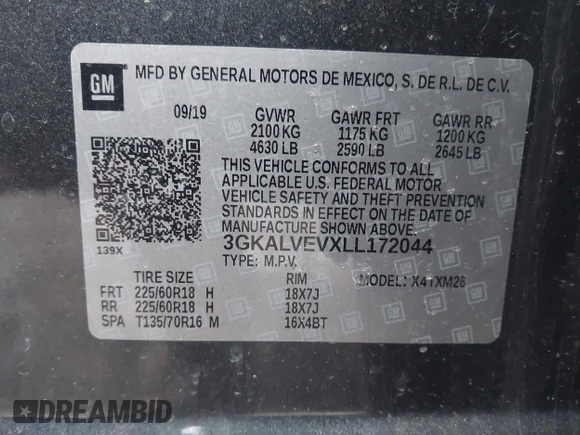 GM
MFD BY GENERAL MOTORS DE MEXICO, S. DE R.L. DE C.V.
09/19 GVWR GAWR FRT GAWR RR
2100 KG 1175 KG 1200 KG
4630 LB 2590 LB 2645 LB
THIS VEHICLE CONFORMS TO ALL
APPLICABLE U.S. FEDERAL MOTOR
VEHICLE SAFETY AND THEFT PREVENTION
STANDARDS IN EFFECT ON THE DATE OF
MANUFACTURE SHOWN ABOVE.
139X 3GKALVEVXLL172044
TYPE: M.P.V. MODEL: X4TXM26
TIRE SIZE RIM
FRT 225/60R18 H 18X7J
RR 225/60R18 H 18X7J
SPA T135/70R16 M 16X4BT
DREAMBID